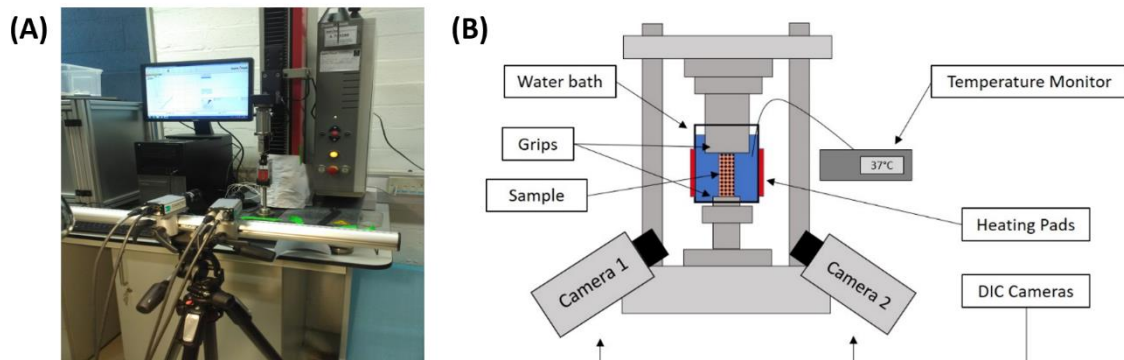 (A)
(B)
Water bath
Temperature Monitor
Grips
37°C
Sample
Heating Pads
Camera 1
Camera 2
DIC Cameras